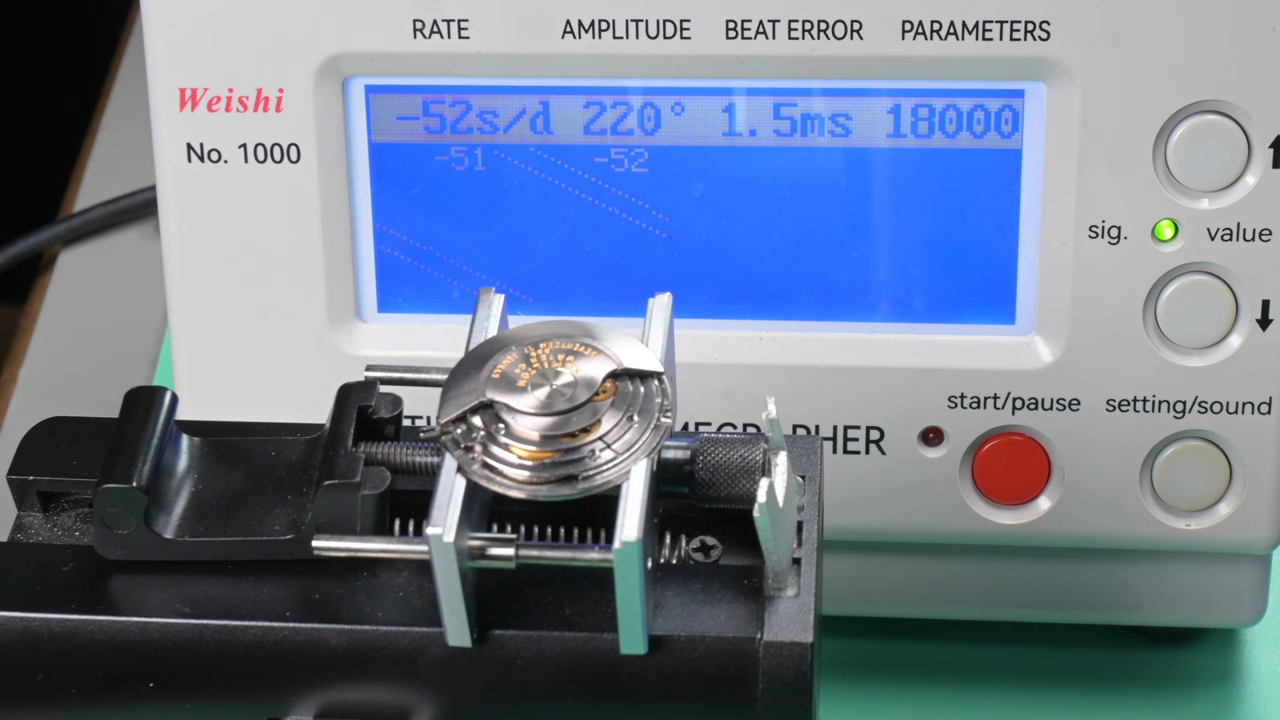 RATE AMPLITUDE BEAT ERROR PARAMETERS
Weishi
No. 1000
-52s/d 220° 1.5ms 18000
-51 -52
sig. value
start/pause setting/sound